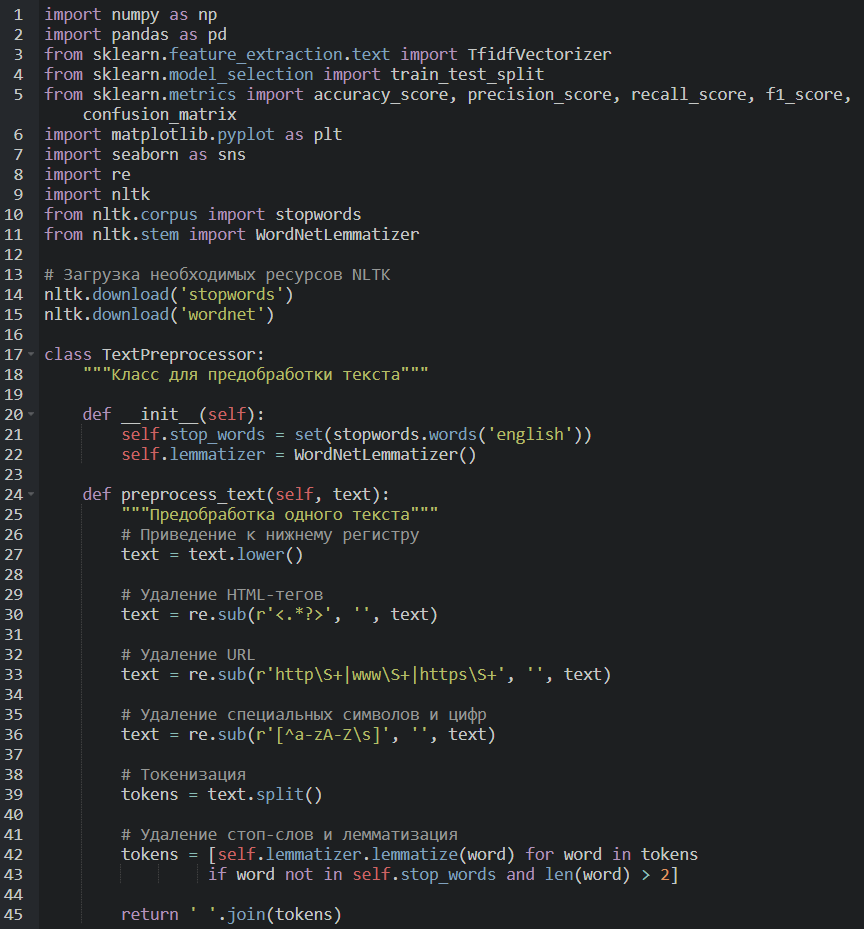 1 import numpy as np
2 import pandas as pd
3 from sklearn.feature_extraction.text import TfidfVectorizer
4 from sklearn.model_selection import train_test_split
5 from sklearn.metrics import accuracy_score, precision_score, recall_score, f1_score,
confusion_matrix
6 import matplotlib.pyplot as plt
7 import seaborn as sns
8 import re
9 import nltk
10 from nltk.corpus import stopwords
11 from nltk.stem import WordNetLemmatizer
12
13 # Загрузка необходимых ресурсов NLTK
14 nltk.download('stopwords')
15 nltk.download('wordnet')
16
17 class TextPreprocessor:
18     """Класс для предобработки текста"""
19
20     def __init__(self):
21         self.stop_words = set(stopwords.words('english'))
22         self.lemmatizer = WordNetLemmatizer()
23
24     def preprocess_text(self, text):
25         """Предобработка одного текста"""
26         # Приведение к нижнему регистру
27         text = text.lower()
28
29         # Удаление HTML-тегов
30         text = re.sub(r'<.*?>', '', text)
31
32         # Удаление URL
33         text = re.sub(r'http\S+|www\S+|https\S+', '', text)
34
35         # Удаление специальных символов и цифр
36         text = re.sub(r'[^a-zA-Z\s]', '', text)
37
38         # Токенизация
39         tokens = text.split()
40
41         # Удаление стоп-слов и лемматизация
42         tokens = [self.lemmatizer.lemmatize(word) for word in tokens
43                  if word not in self.stop_words and len(word) > 2]
44
45         return ' '.join(tokens)